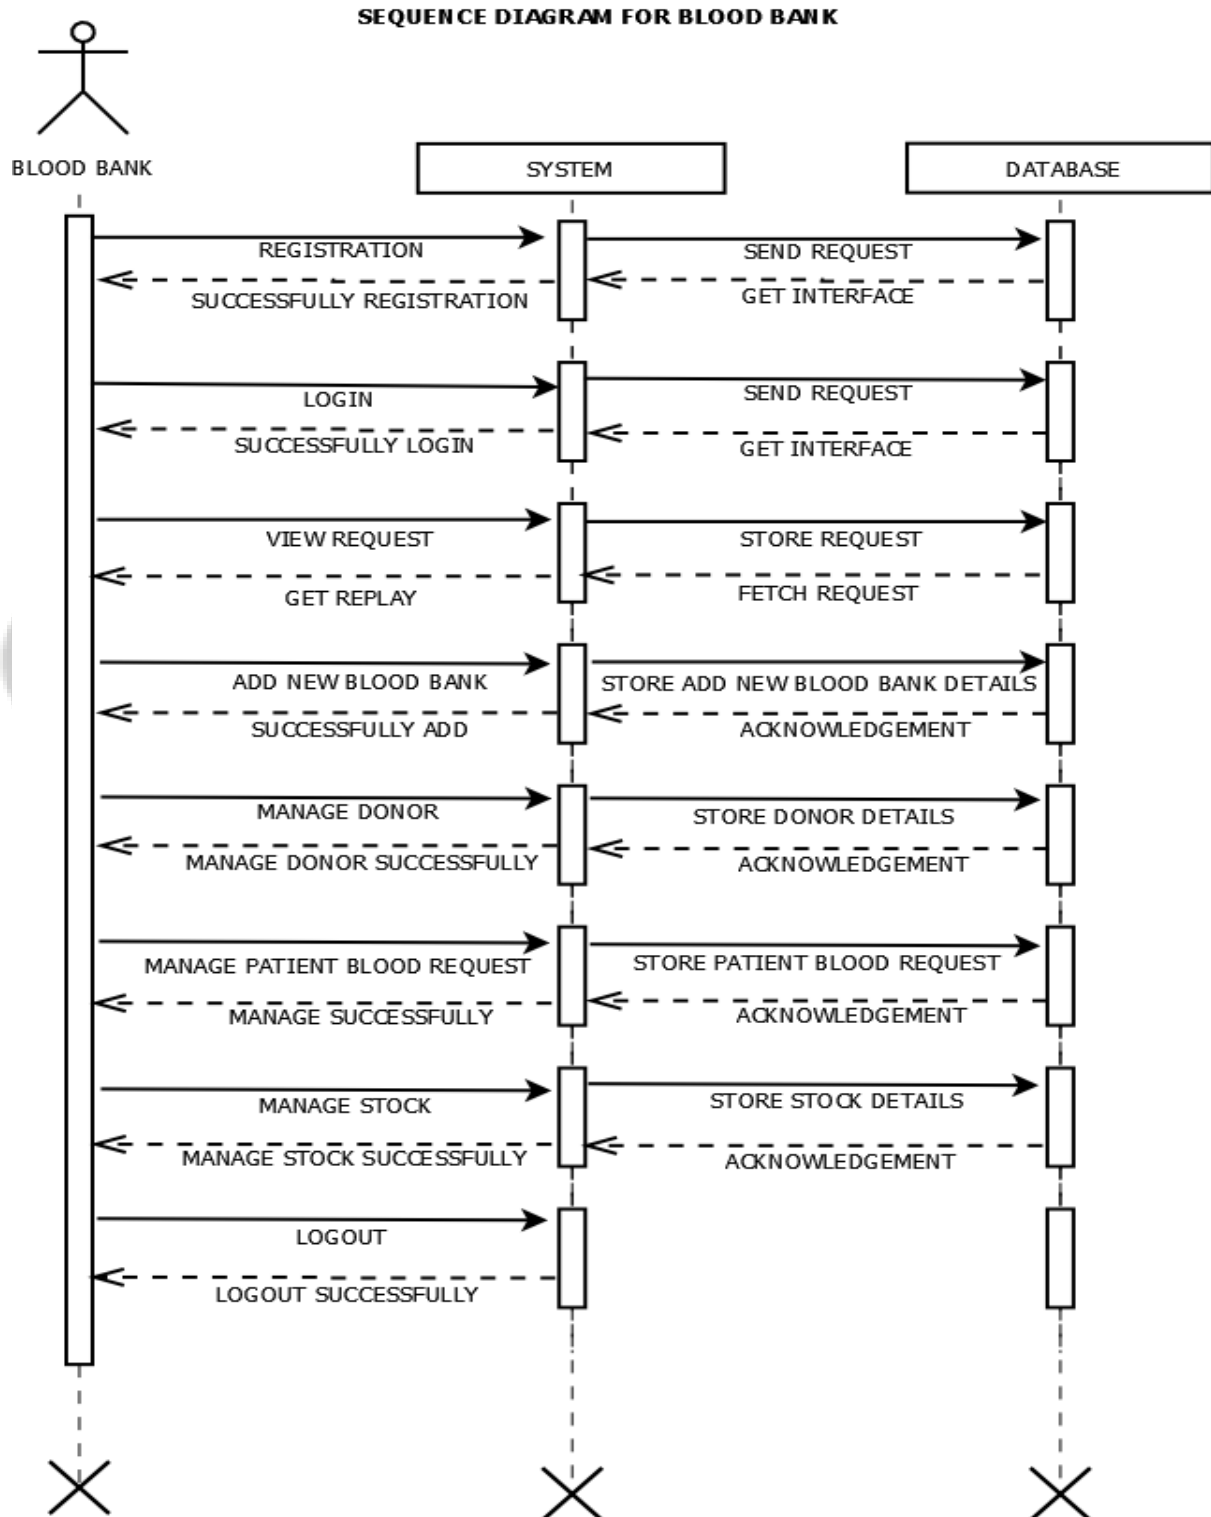 SEQUENCE DIAGRAM FOR BLOOD BANK
BLOOD BANK
SYSTEM
DATABASE
REGISTRATION
SEND REQUEST
SUCCESSFULLY REGISTRATION
GET INTERFACE
LOGIN
SEND REQUEST
SUCCESSFULLY LOGIN
GET INTERFACE
VIEW REQUEST
STORE REQUEST
GET REPLAY
FETCH REQUEST
ADD NEW BLOOD BANK
STORE ADD NEW BLOOD BANK DETAILS
SUCCESSFULLY ADD
ACKNOWLEDGEMENT
MANAGE DONOR
STORE DONOR DETAILS
MANAGE DONOR SUCCESSFULLY
ACKNOWLEDGEMENT
MANAGE PATIENT BLOOD REQUEST
STORE PATIENT BLOOD REQUEST
MANAGE SUCCESSFULLY
ACKNOWLEDGEMENT
MANAGE STOCK
STORE STOCK DETAILS
MANAGE STOCK SUCCESSFULLY
ACKNOWLEDGEMENT
LOGOUT
LOGOUT SUCCESSFULLY